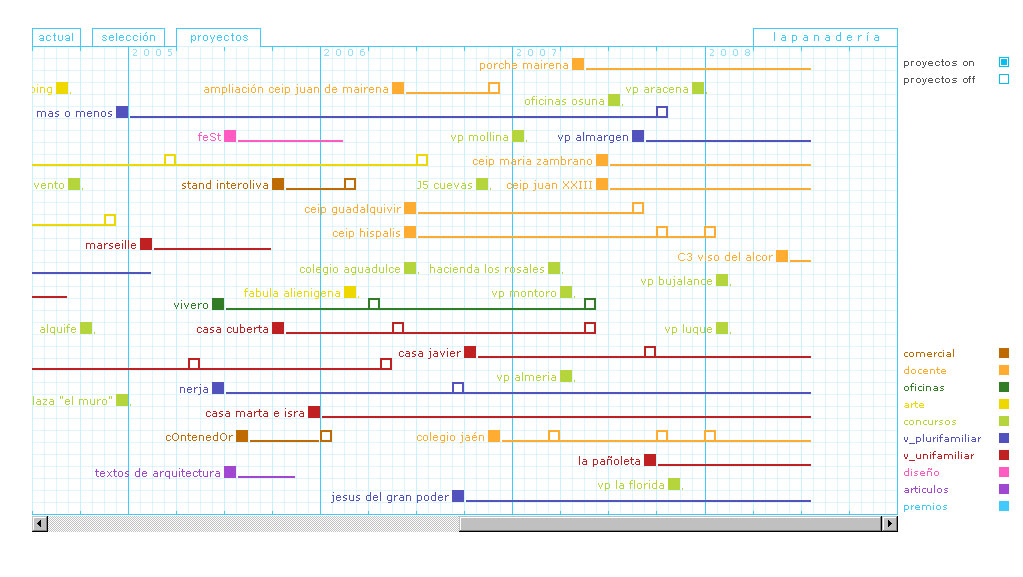 actual selección proyectos lapanadería
2005 2006 2007 2008
porche mairena
proyectos on
proyectos off
ping, ampliación ceip juan de mairena vp aracena,
oficinas osuna,
mas o menos
feSt vp mollina, vp almargen
ceip maria zambrano
vento, stand interoliva J5 cuevas, ceip juan XXIII
ceip guadalquivir
ceip hispalis
marseille
C3 viso del alcor
colegio aguadulce, hacienda los rosales,
vp bujalance,
fabula alienigena, vp montoro,
vivero
alquife, casa cuberta vp luque,
casa javier
vp almeria,
nerja
laza "el muro", 
casa marta e isra
cOntenedOr colegio jaén
la pañoleta
textos de arquitectura
vp la florida,
jesus del gran poder
comercial
docente
oficinas
arte
concursos
v_plurifamiliar
v_unifamiliar
diseño
articulos
premios